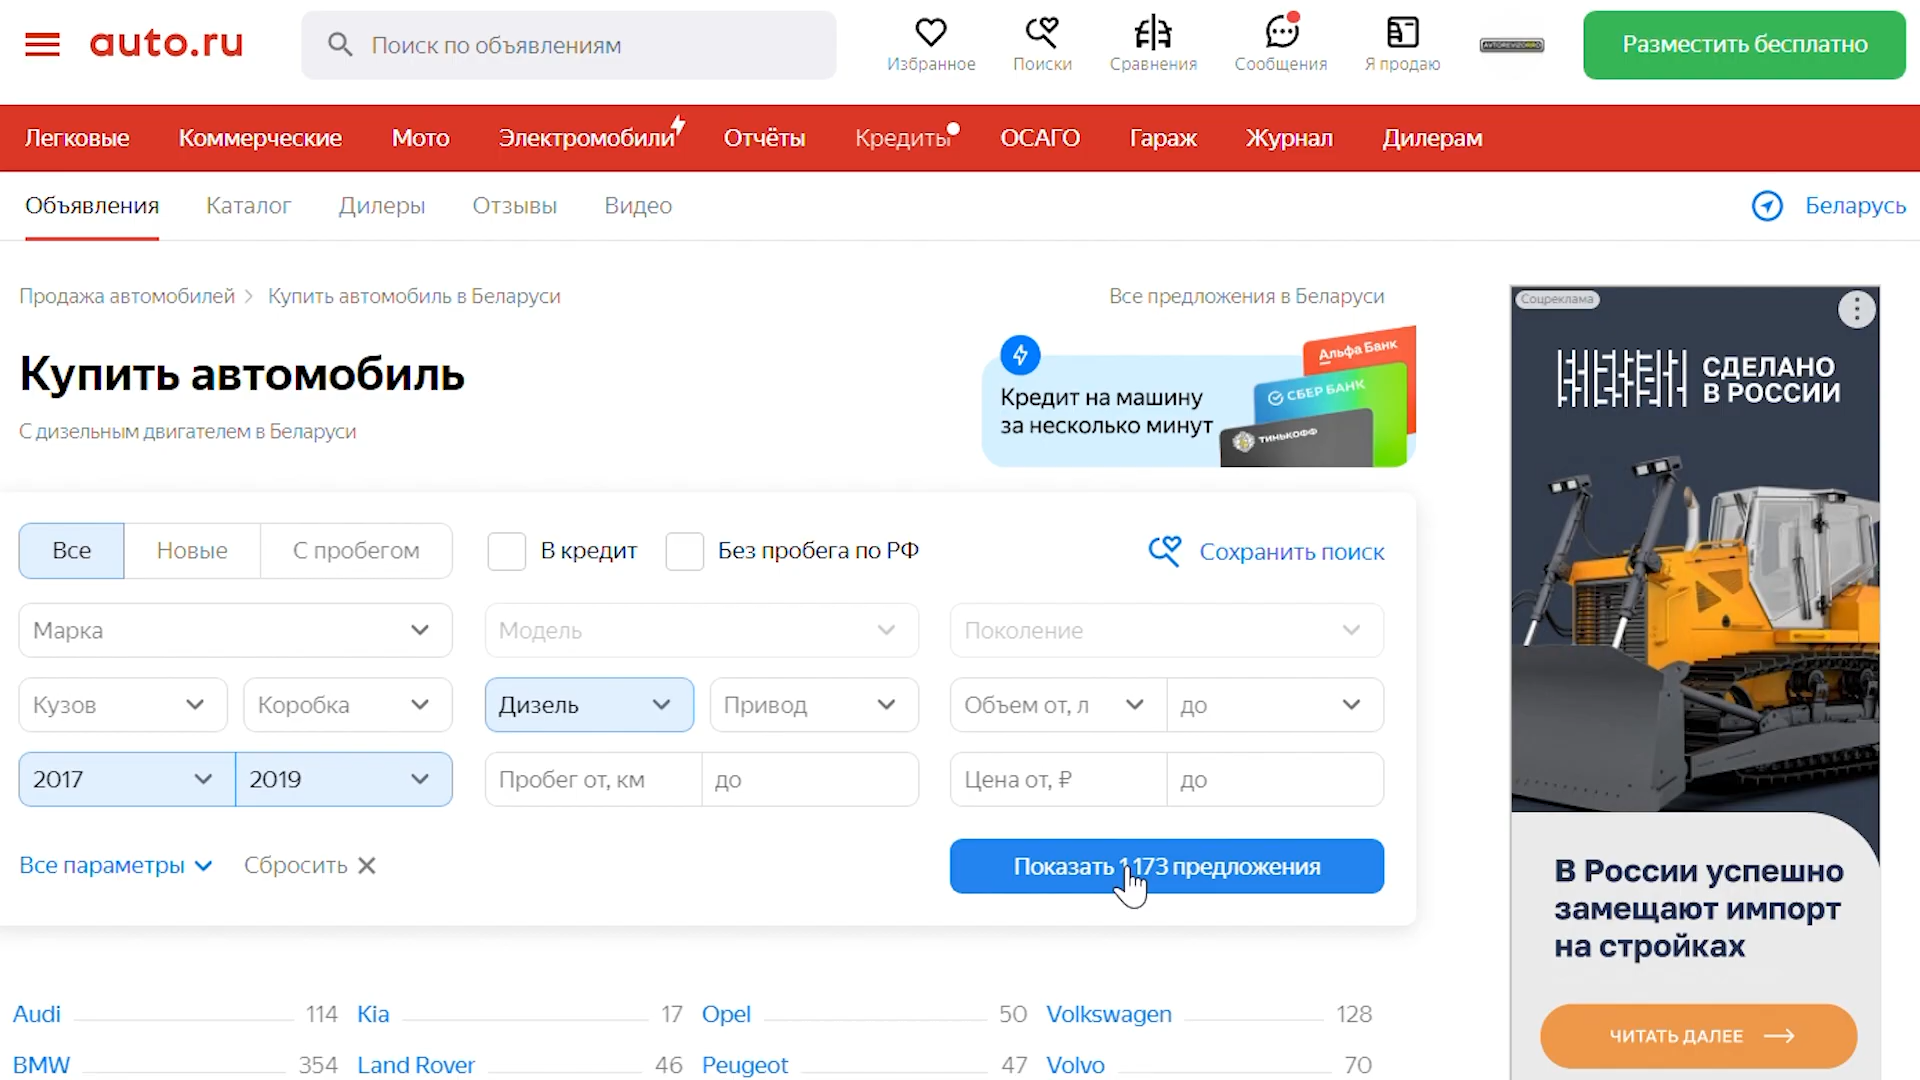 auto.ru
Поиск по объявлениям
Избранное
Поиски
Сравнения
Сообщения
Я продаю
AVTOREVIZORRO
Разместить бесплатно
Легковые
Коммерческие
Мото
Электромобили
Отчёты
Кредиты
ОСАГО
Гараж
Журнал
Дилерам
Объявления
Каталог
Дилеры
Отзывы
Видео
Беларусь
Продажа автомобилей
Купить автомобиль в Беларуси
Все предложения в Беларуси
Купить автомобиль
С дизельным двигателем в Беларуси
Кредит на машину
за несколько минут
Альфа Банк
СБЕР БАНК
ТИНЬКОФФ
Соцреклама
СДЕЛАНО
В РОССИИ
Все
Новые
С пробегом
В кредит
Без пробега по РФ
Сохранить поиск
Марка
Модель
Поколение
Кузов
Коробка
Дизель
Привод
Объем от, л
до
2017
2019
Пробег от, км
до
Цена от, ₽
до
Все параметры
Сбросить
Показать 1 173 предложения
В России успешно
замещают импорт
на стройках
ЧИТАТЬ ДАЛЕЕ
Audi 114
Kia 17
Opel 50
Volkswagen 128
BMW 354
Land Rover 46
Peugeot 47
Volvo 70